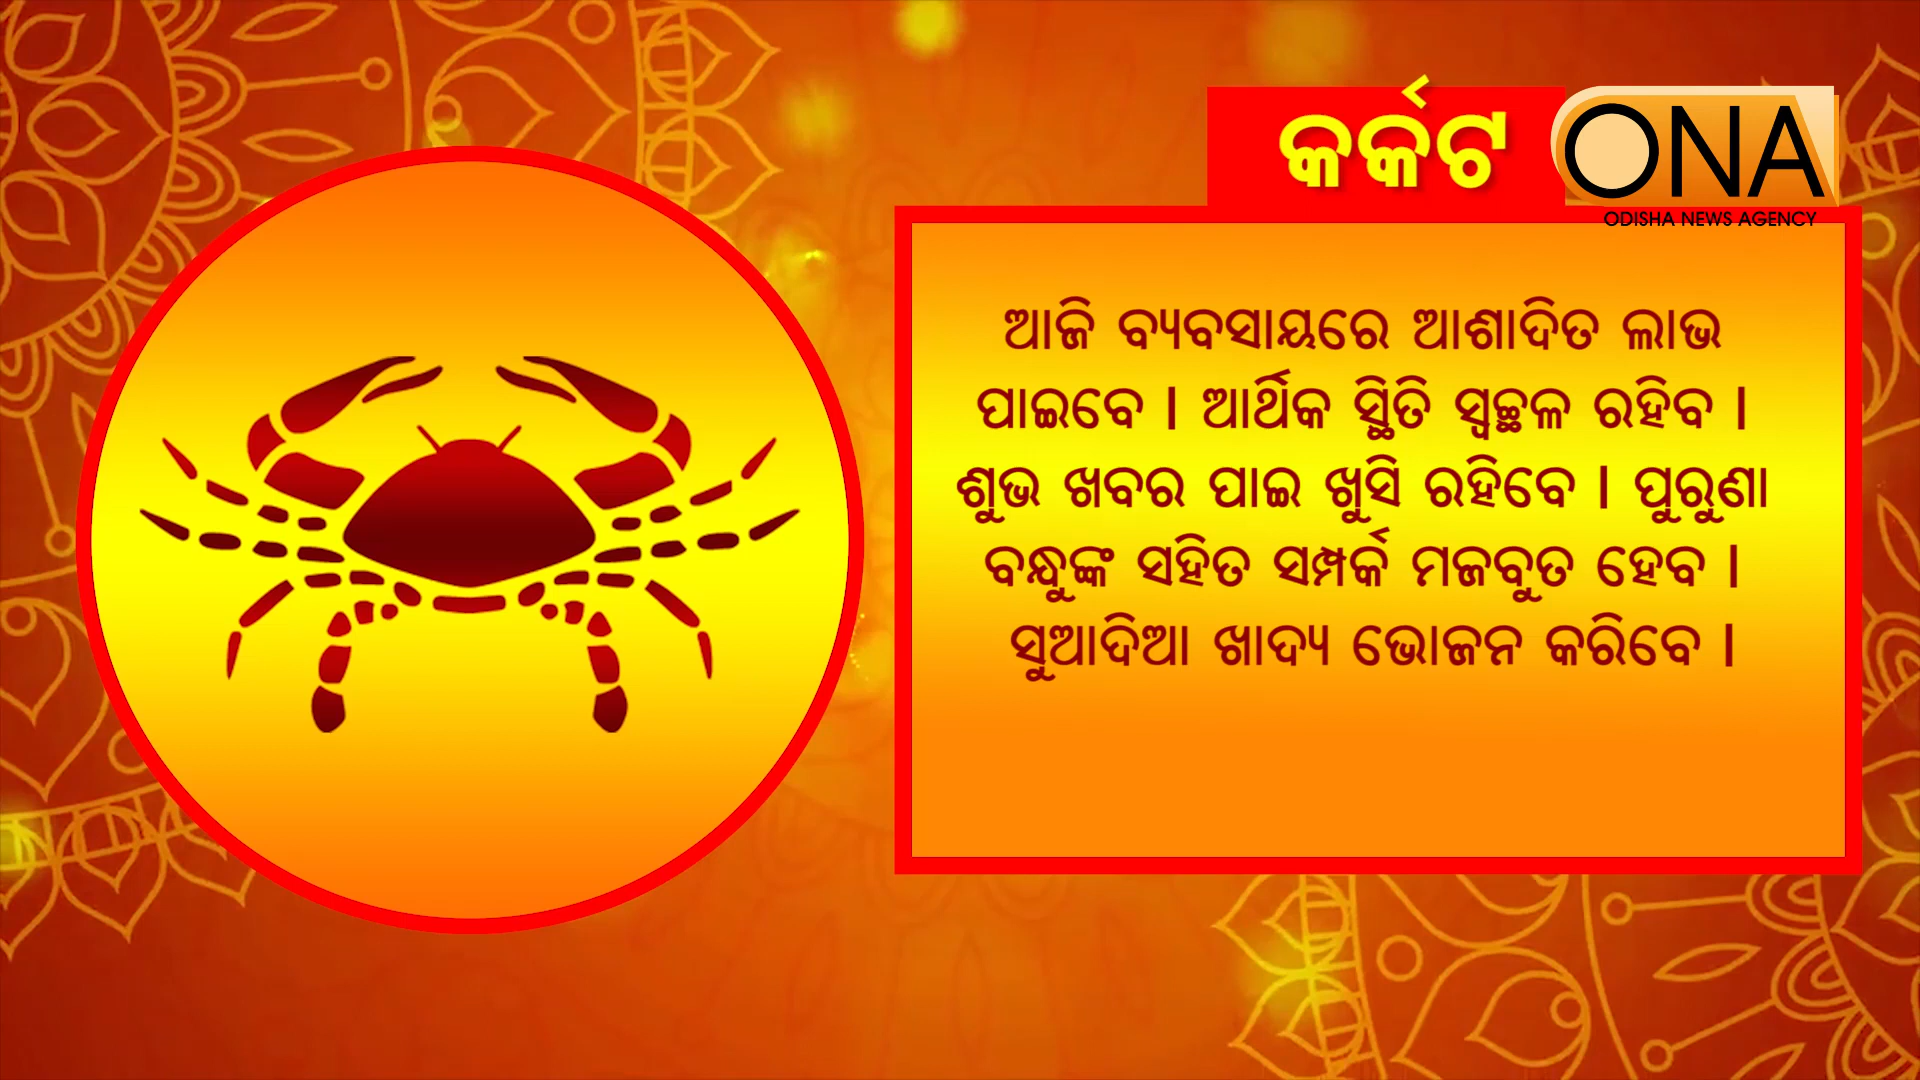 କର୍କଟ
ONA
ODISHA NEWS AGENCY
ଆଜି ବ୍ୟବସାୟରେ ଆଶାଦିତ ଲାଭ
ପାଇବେ । ଆର୍ଥିକ ସ୍ଥିତି ସ୍ୱଚ୍ଛଳ ରହିବ ।
ଶୁଭ ଖବର ପାଇ ଖୁସି ରହିବେ । ପୁରୁଣା
ବନ୍ଧୁଙ୍କ ସହିତ ସମ୍ପର୍କ ମଜବୁତ ହେବ ।
ସୁଆଦିଆ ଖାଦ୍ୟ ଭୋଜନ କରିବେ ।